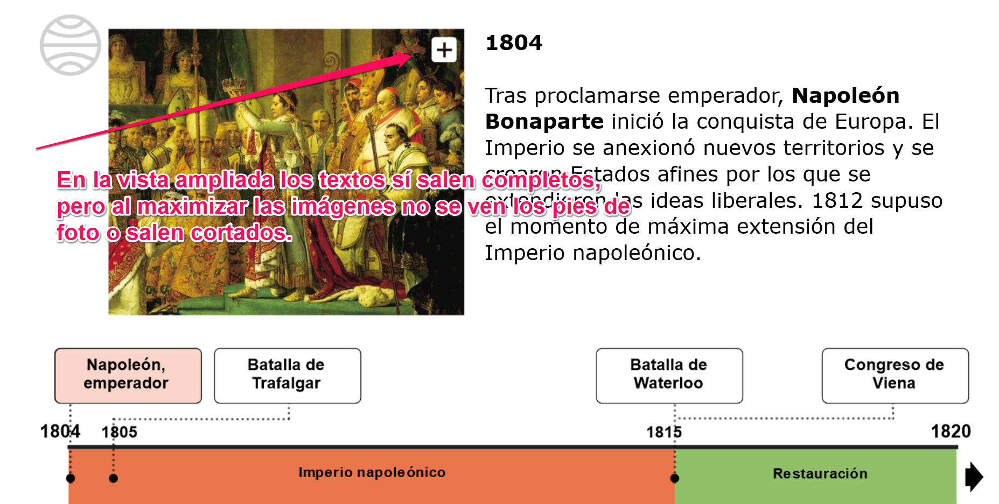 1804
Tras proclamarse emperador, Napoleón
Bonaparte inició la conquista de Europa. El
Imperio se anexionó nuevos territorios y se
crearon Estados afines por los que se
extendieron las ideas liberales. 1812 supuso
el momento de máxima extensión del
Imperio napoleónico.
En la vista ampliada los textos sí salen completos,
pero al maximizar las imágenes no se ven los pies de
foto o salen cortados.
Napoleón,
emperador
Batalla de
Trafalgar
Batalla de
Waterloo
Congreso de
Viena
1804
1805
1815
1820
Imperio napoleónico
Restauración